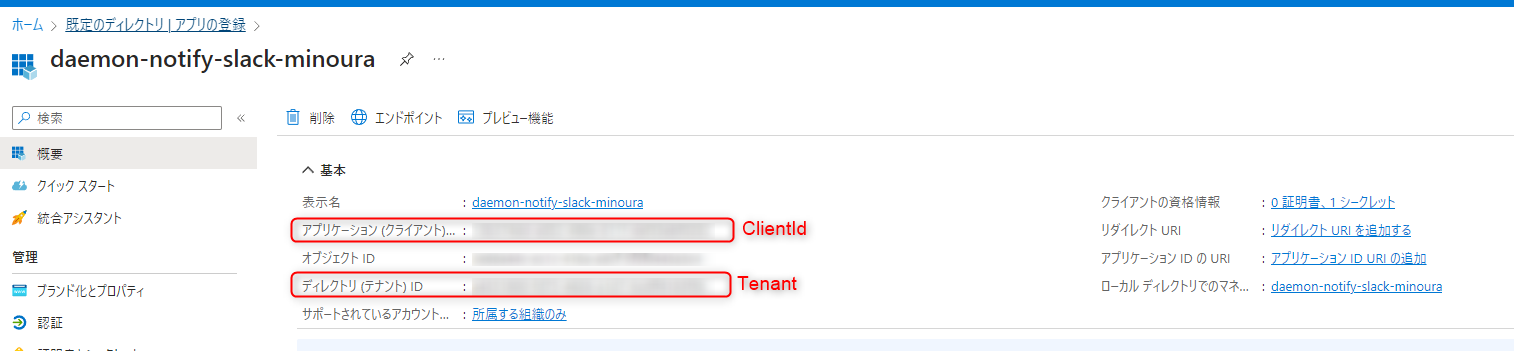 ホーム > 既定のディレクトリ | アプリの登録 >
daemon-notify-slack-minoura ...
検索 «
削除 エンドポイント プレビュー機能
概要
クイック スタート
統合アシスタント
管理
ブランド化とプロパティ
認証
基本
表示名 : daemon-notify-slack-minoura
アプリケーション (クライアント)... : ClientId
オブジェクト ID :
ディレクトリ (テナント) ID : Tenant
サポートされているアカウント... : 所属する組織のみ
クライアントの資格情報 : 0 証明書、1 シークレット
リダイレクト URI : リダイレクト URI を追加する
アプリケーション ID の URI : アプリケーション ID URI の追加
ローカル ディレクトリでのマネ... : daemon-notify-slack-minoura